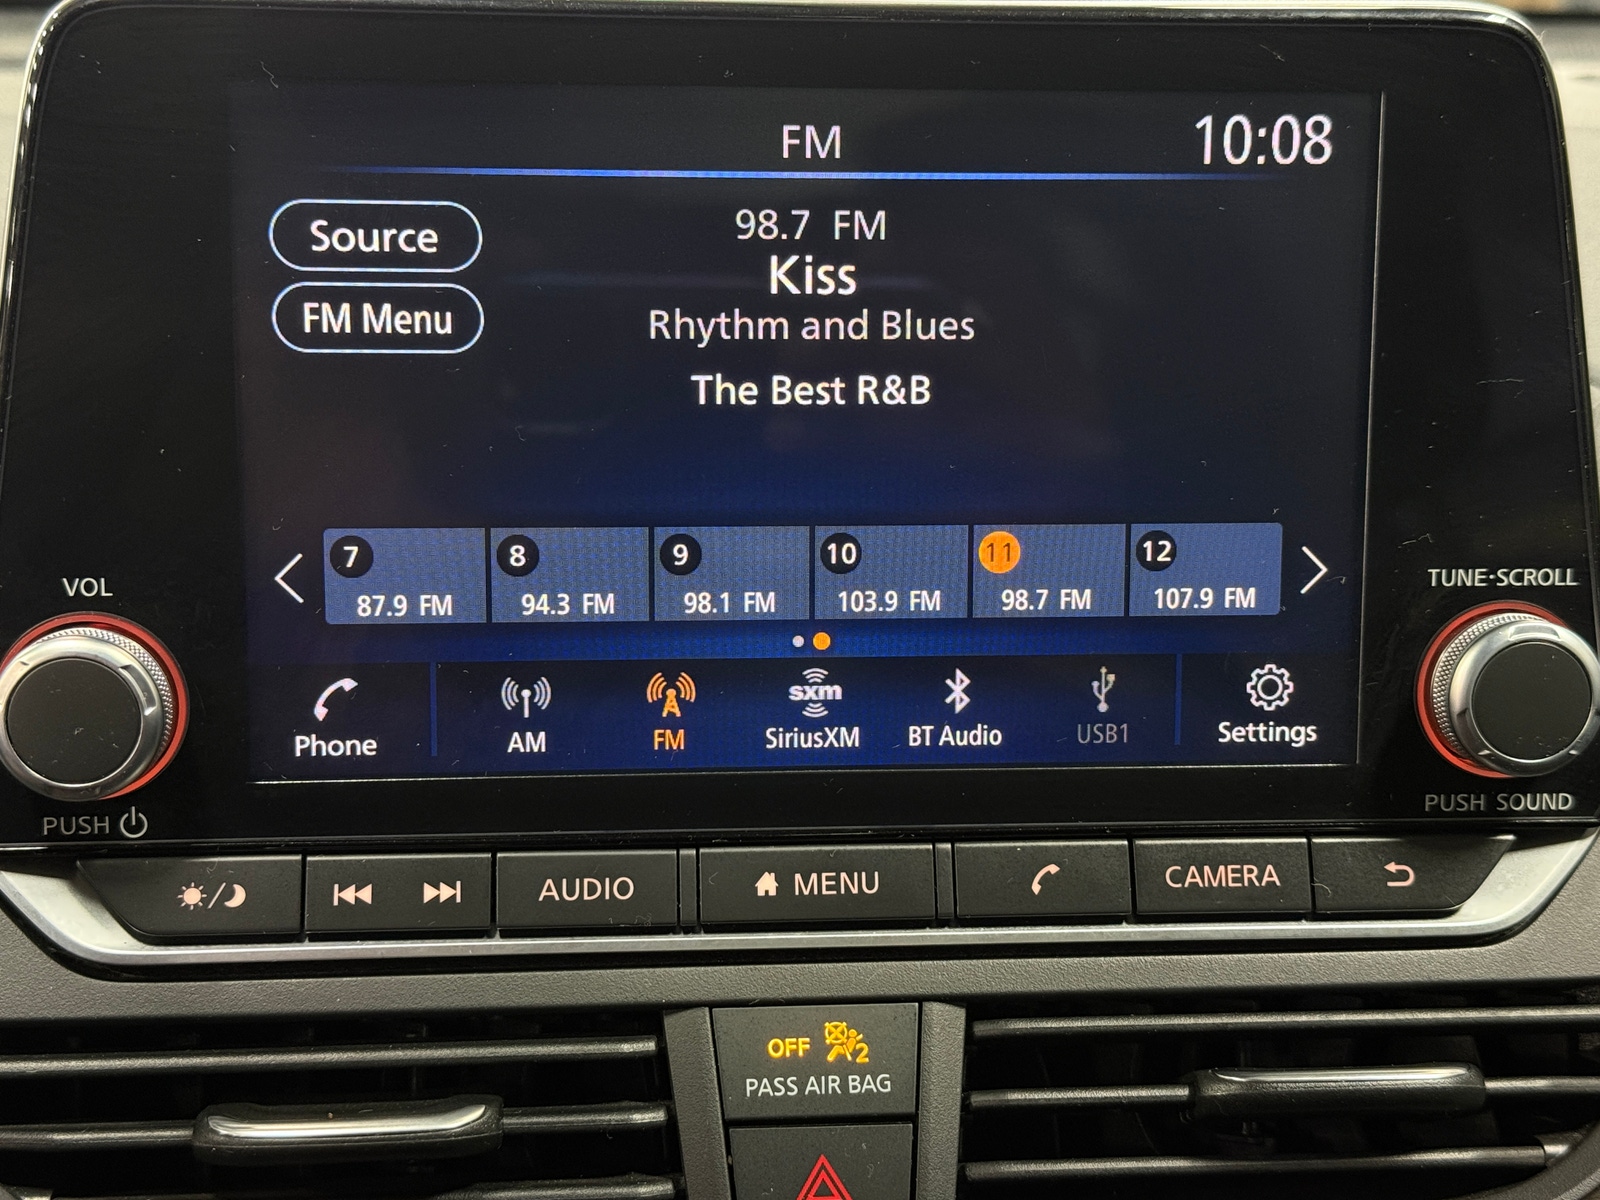 FM
10:08
Source
98.7 FM
Kiss
FM Menu
Rhythm and Blues
The Best R&B
7 8 9 10 11 12
87.9 FM 94.3 FM 98.1 FM 103.9 FM 98.7 FM 107.9 FM
VOL
TUNE·SCROLL
sxm
Phone AM FM SiriusXM BT Audio USB1 Settings
PUSH
PUSH SOUND
AUDIO MENU CAMERA
OFF 2
PASS AIR BAG